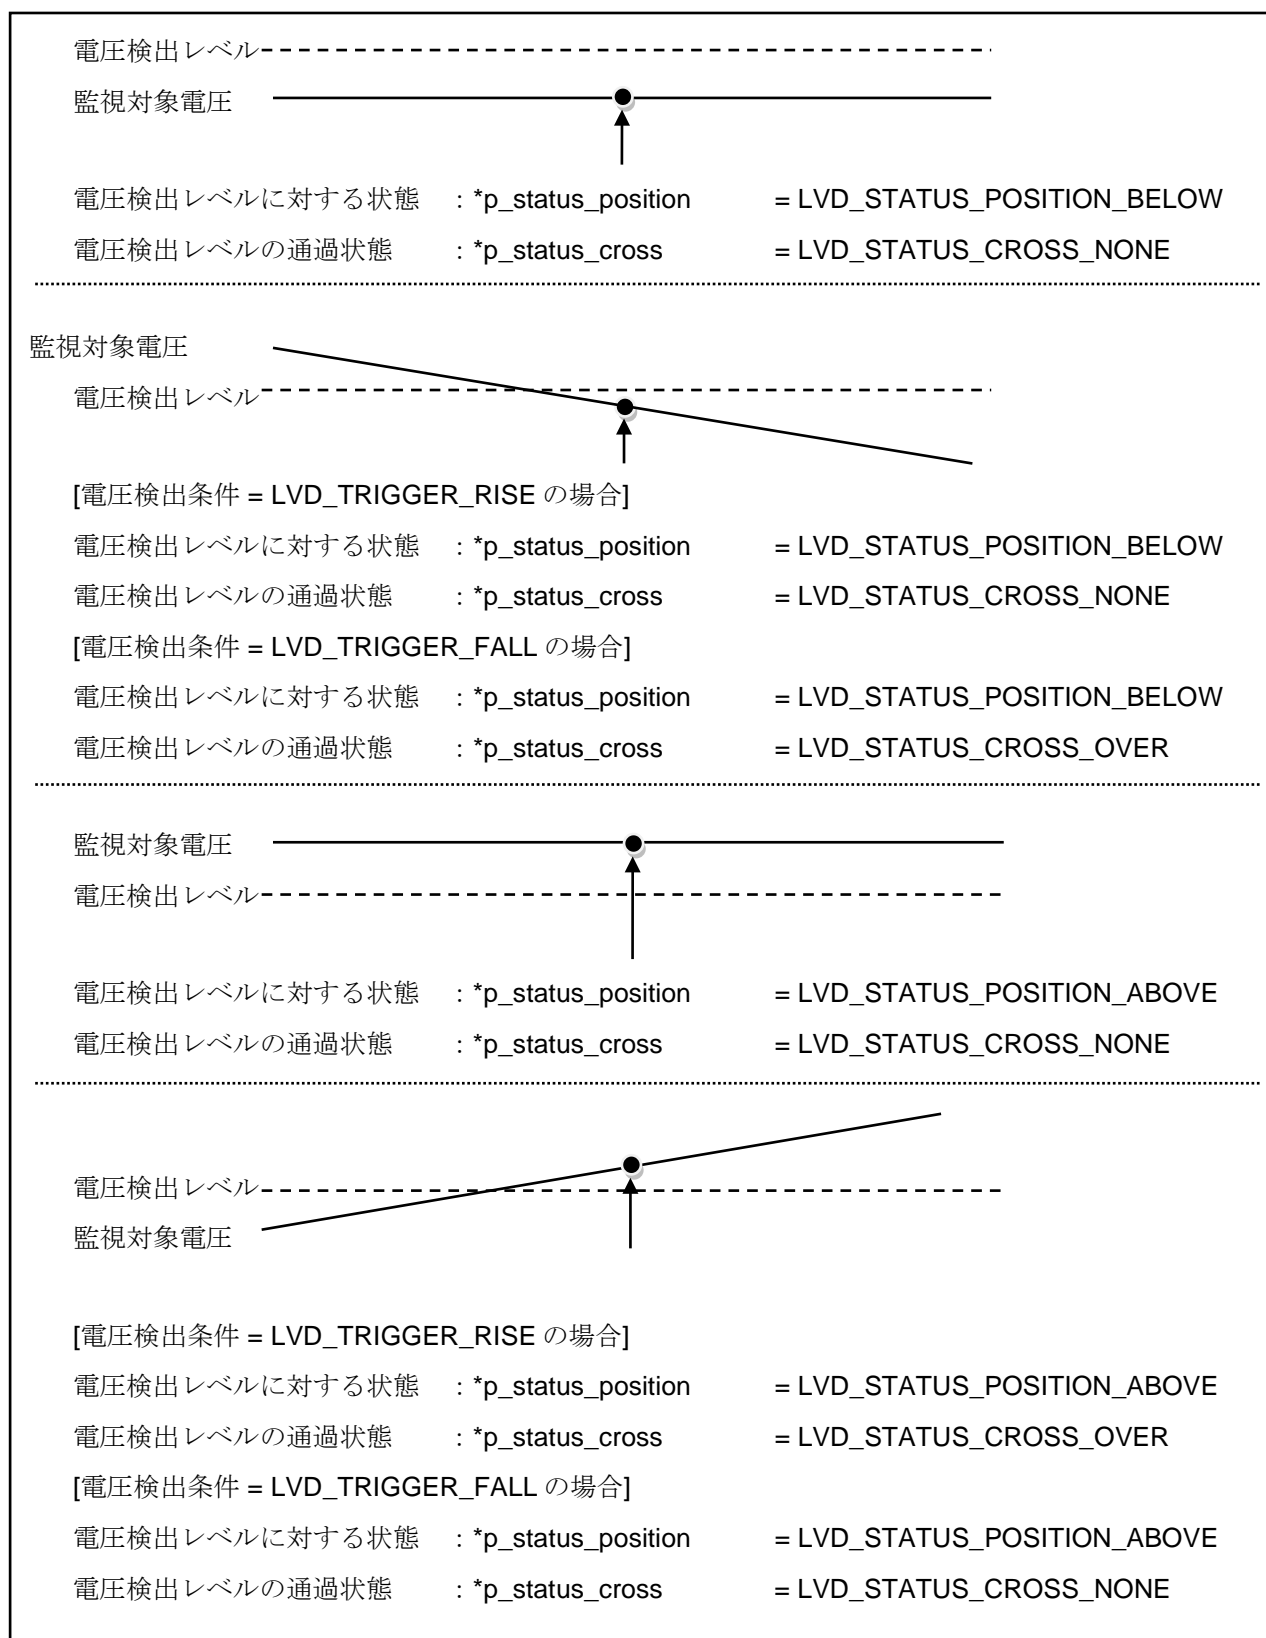 電圧検出レベル
監視対象電圧
電圧検出レベルに対する状態 : *p_status_position = LVD_STATUS_POSITION_BELOW
電圧検出レベルの通過状態 : *p_status_cross = LVD_STATUS_CROSS_NONE
監視対象電圧
電圧検出レベル
[電圧検出条件 = LVD_TRIGGER_RISE の場合]
電圧検出レベルに対する状態 : *p_status_position = LVD_STATUS_POSITION_BELOW
電圧検出レベルの通過状態 : *p_status_cross = LVD_STATUS_CROSS_NONE
[電圧検出条件 = LVD_TRIGGER_FALL の場合]
電圧検出レベルに対する状態 : *p_status_position = LVD_STATUS_POSITION_BELOW
電圧検出レベルの通過状態 : *p_status_cross = LVD_STATUS_CROSS_OVER
監視対象電圧
電圧検出レベル
電圧検出レベルに対する状態 : *p_status_position = LVD_STATUS_POSITION_ABOVE
電圧検出レベルの通過状態 : *p_status_cross = LVD_STATUS_CROSS_NONE
電圧検出レベル
監視対象電圧
[電圧検出条件 = LVD_TRIGGER_RISE の場合]
電圧検出レベルに対する状態 : *p_status_position = LVD_STATUS_POSITION_ABOVE
電圧検出レベルの通過状態 : *p_status_cross = LVD_STATUS_CROSS_OVER
[電圧検出条件 = LVD_TRIGGER_FALL の場合]
電圧検出レベルに対する状態 : *p_status_position = LVD_STATUS_POSITION_ABOVE
電圧検出レベルの通過状態 : *p_status_cross = LVD_STATUS_CROSS_NONE